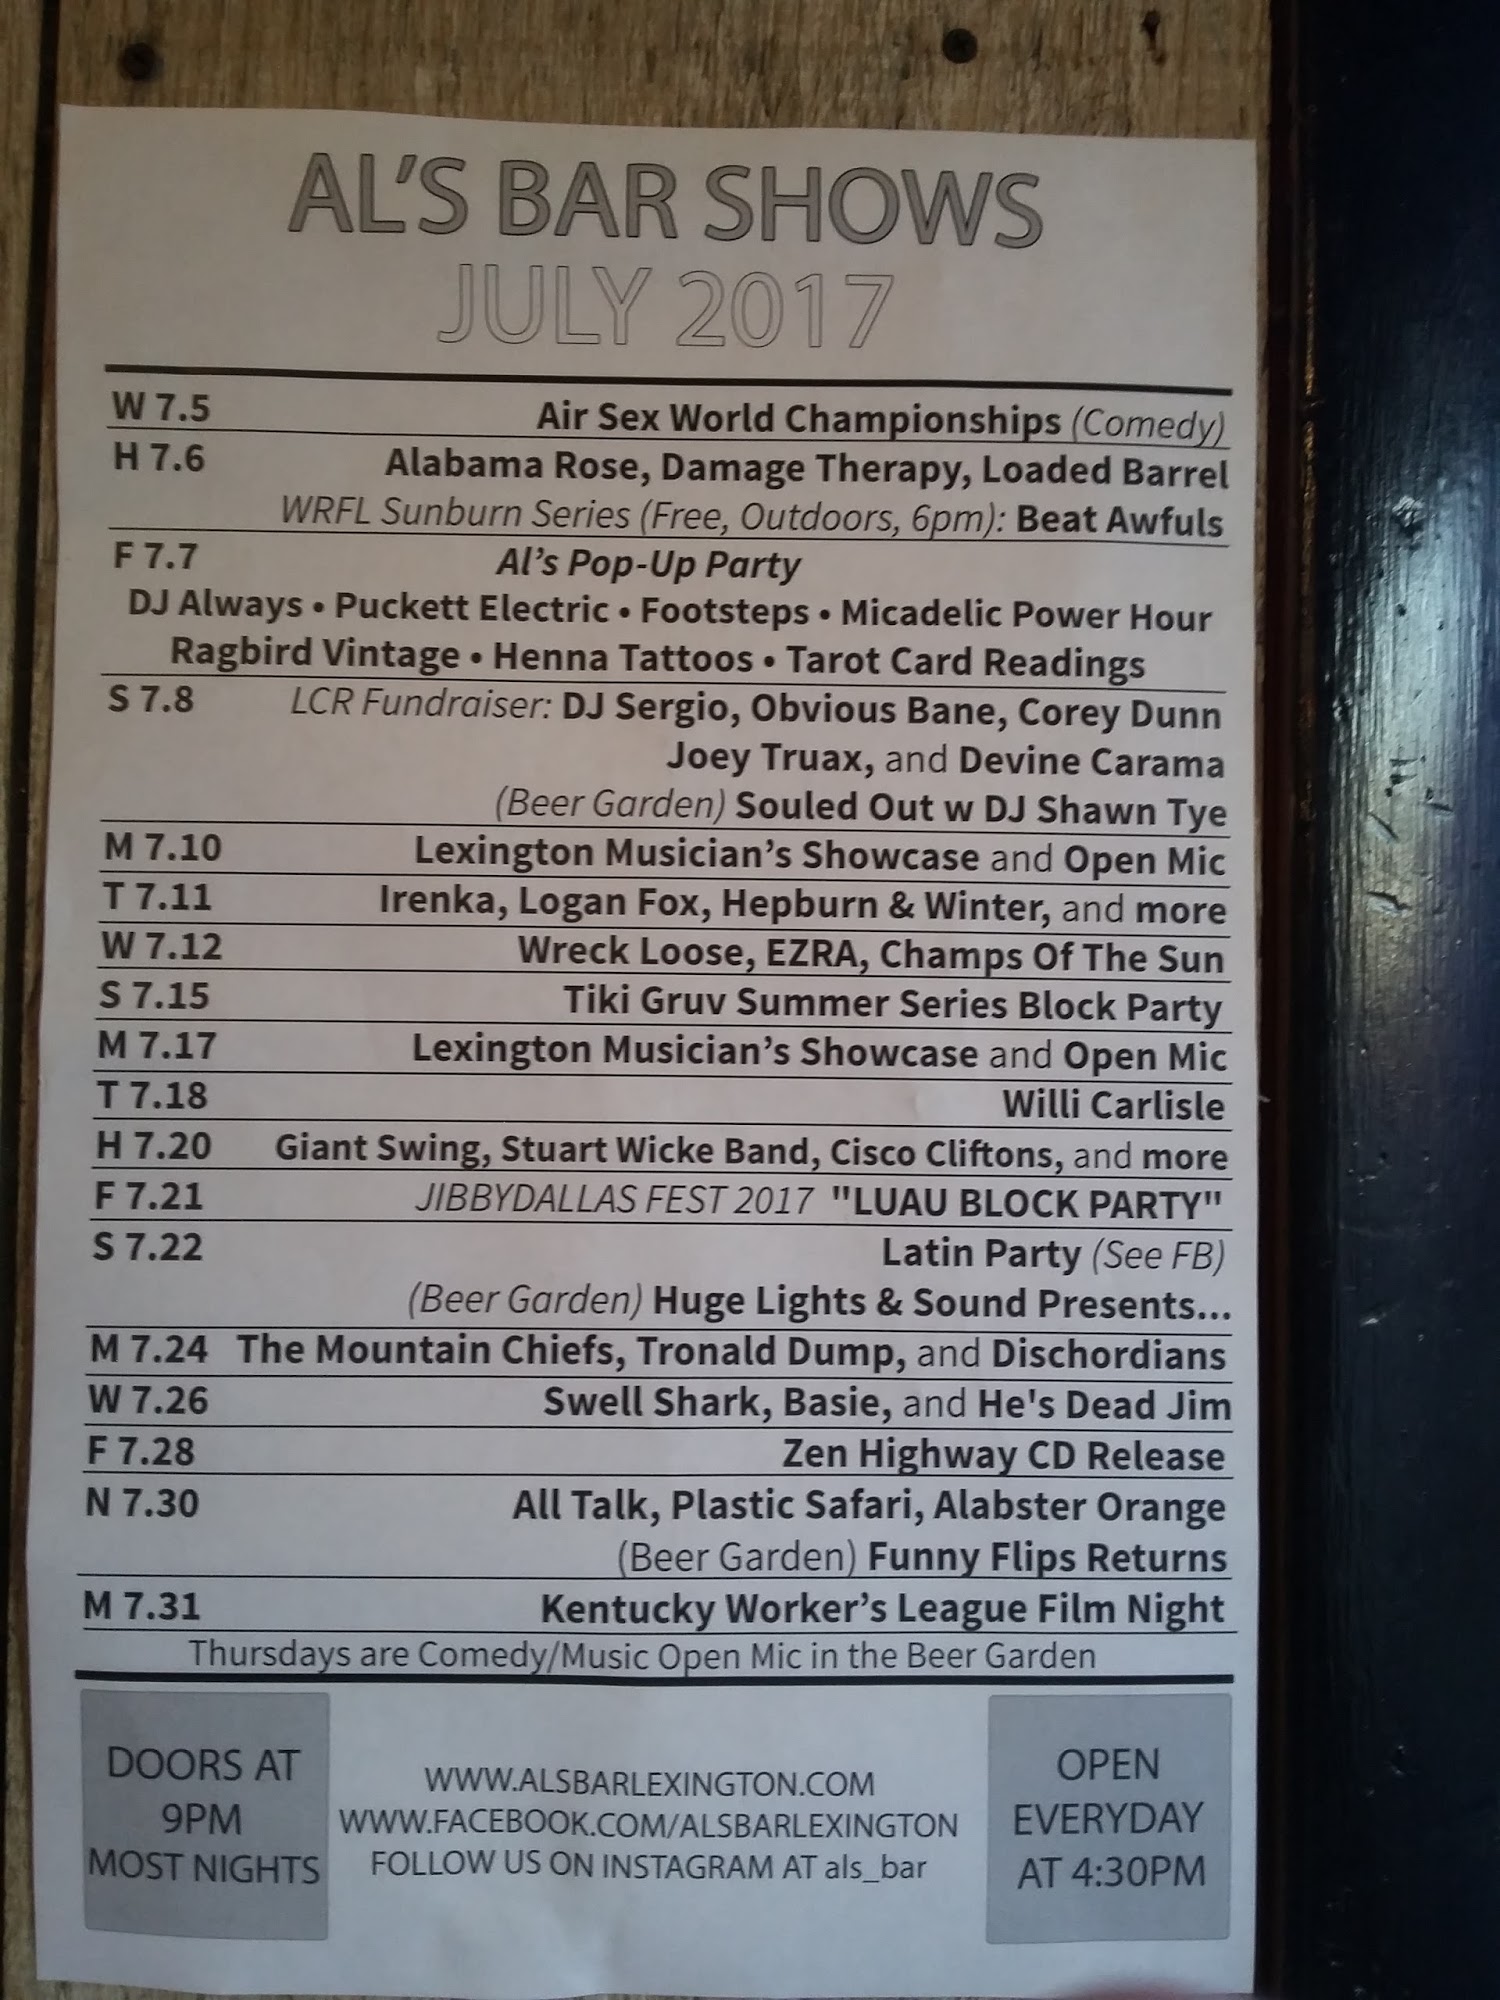 AL'S BAR SHOWS
JULY 2017
W 7.5 Air Sex World Championships (Comedy)
H 7.6 Alabama Rose, Damage Therapy, Loaded Barrel
WRFL Sunburn Series (Free, Outdoors, 6pm): Beat Awfuls
F 7.7 Al's Pop-Up Party
DJ Always • Puckett Electric • Footsteps • Micadelic Power Hour
Ragbird Vintage • Henna Tattoos • Tarot Card Readings
S 7.8 LCR Fundraiser: DJ Sergio, Obvious Bane, Corey Dunn
Joey Truax, and Devine Carama
(Beer Garden) Souled Out w DJ Shawn Tye
M 7.10 Lexington Musician's Showcase and Open Mic
T 7.11 Irenka, Logan Fox, Hepburn & Winter, and more
W 7.12 Wreck Loose, EZRA, Champs Of The Sun
S 7.15 Tiki Gruv Summer Series Block Party
M 7.17 Lexington Musician's Showcase and Open Mic
T 7.18 Willi Carlisle
H 7.20 Giant Swing, Stuart Wicke Band, Cisco Cliftons, and more
F 7.21 JIBBYDALLAS FEST 2017 "LUAU BLOCK PARTY"
S 7.22 Latin Party (See FB)
(Beer Garden) Huge Lights & Sound Presents...
M 7.24 The Mountain Chiefs, Tronald Dump, and Dischordians
W 7.26 Swell Shark, Basie, and He's Dead Jim
F 7.28 Zen Highway CD Release
N 7.30 All Talk, Plastic Safari, Alabster Orange
(Beer Garden) Funny Flips Returns
M 7.31 Kentucky Worker's League Film Night
Thursdays are Comedy/Music Open Mic in the Beer Garden
DOORS AT
9PM
MOST NIGHTS
WWW.ALSBARLEXINGTON.COM
WWW.FACEBOOK.COM/ALSBARLEXINGTON
FOLLOW US ON INSTAGRAM AT als_bar
OPEN
EVERYDAY
AT 4:30PM